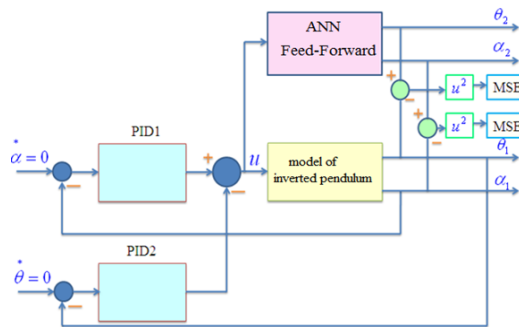 θ₂
ANN
Feed-Forward
α₂
+
−
u²
MSE
+
−
u²
MSE
PID1
θ₁
*
α = 0
−
+
−
u
model of
inverted pendulum
α₁
PID2
*
θ = 0
−